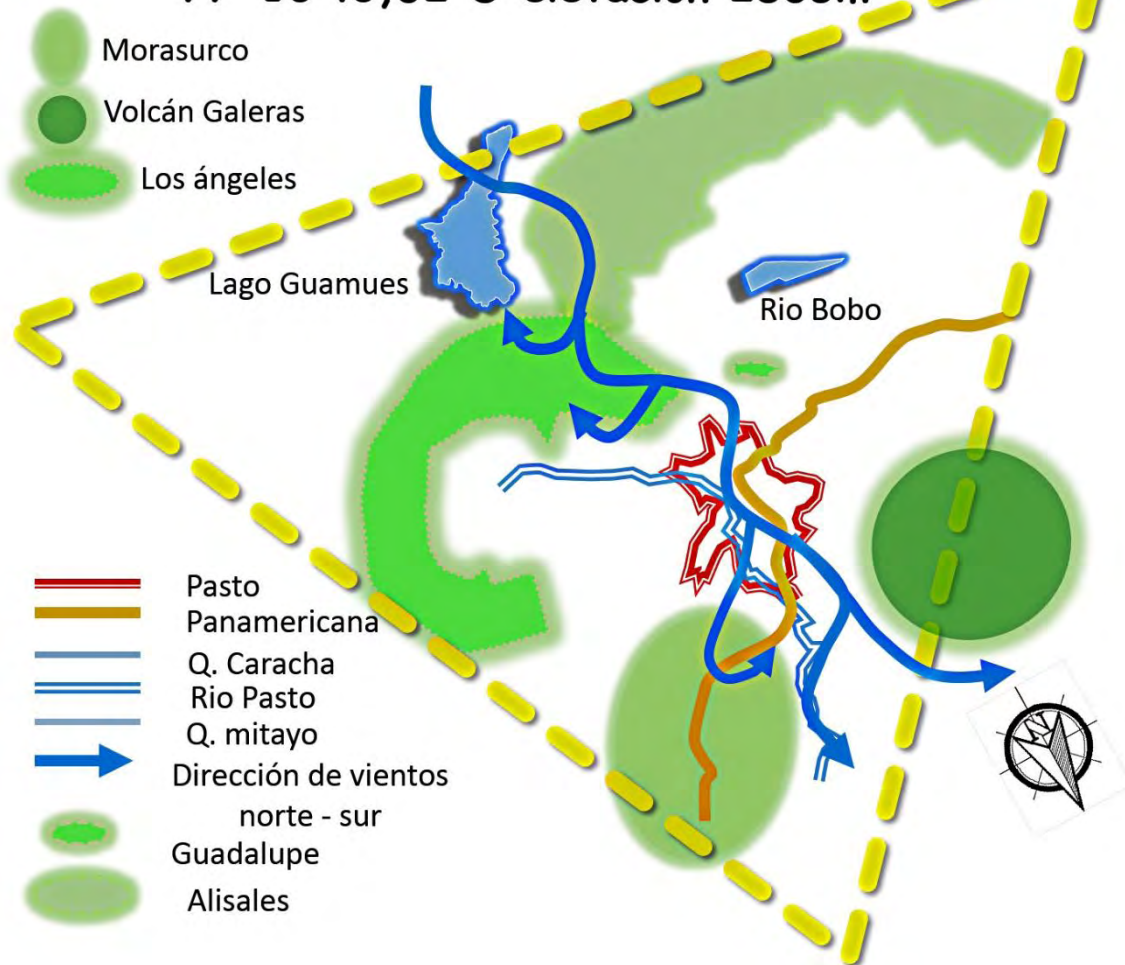 Morasurco
Volcán Galeras
Los ángeles
Lago Guamues
Rio Bobo
Pasto
Panamericana
Q. Caracha
Rio Pasto
Q. mitayo
Dirección de vientos
norte - sur
Guadalupe
Alisales
N